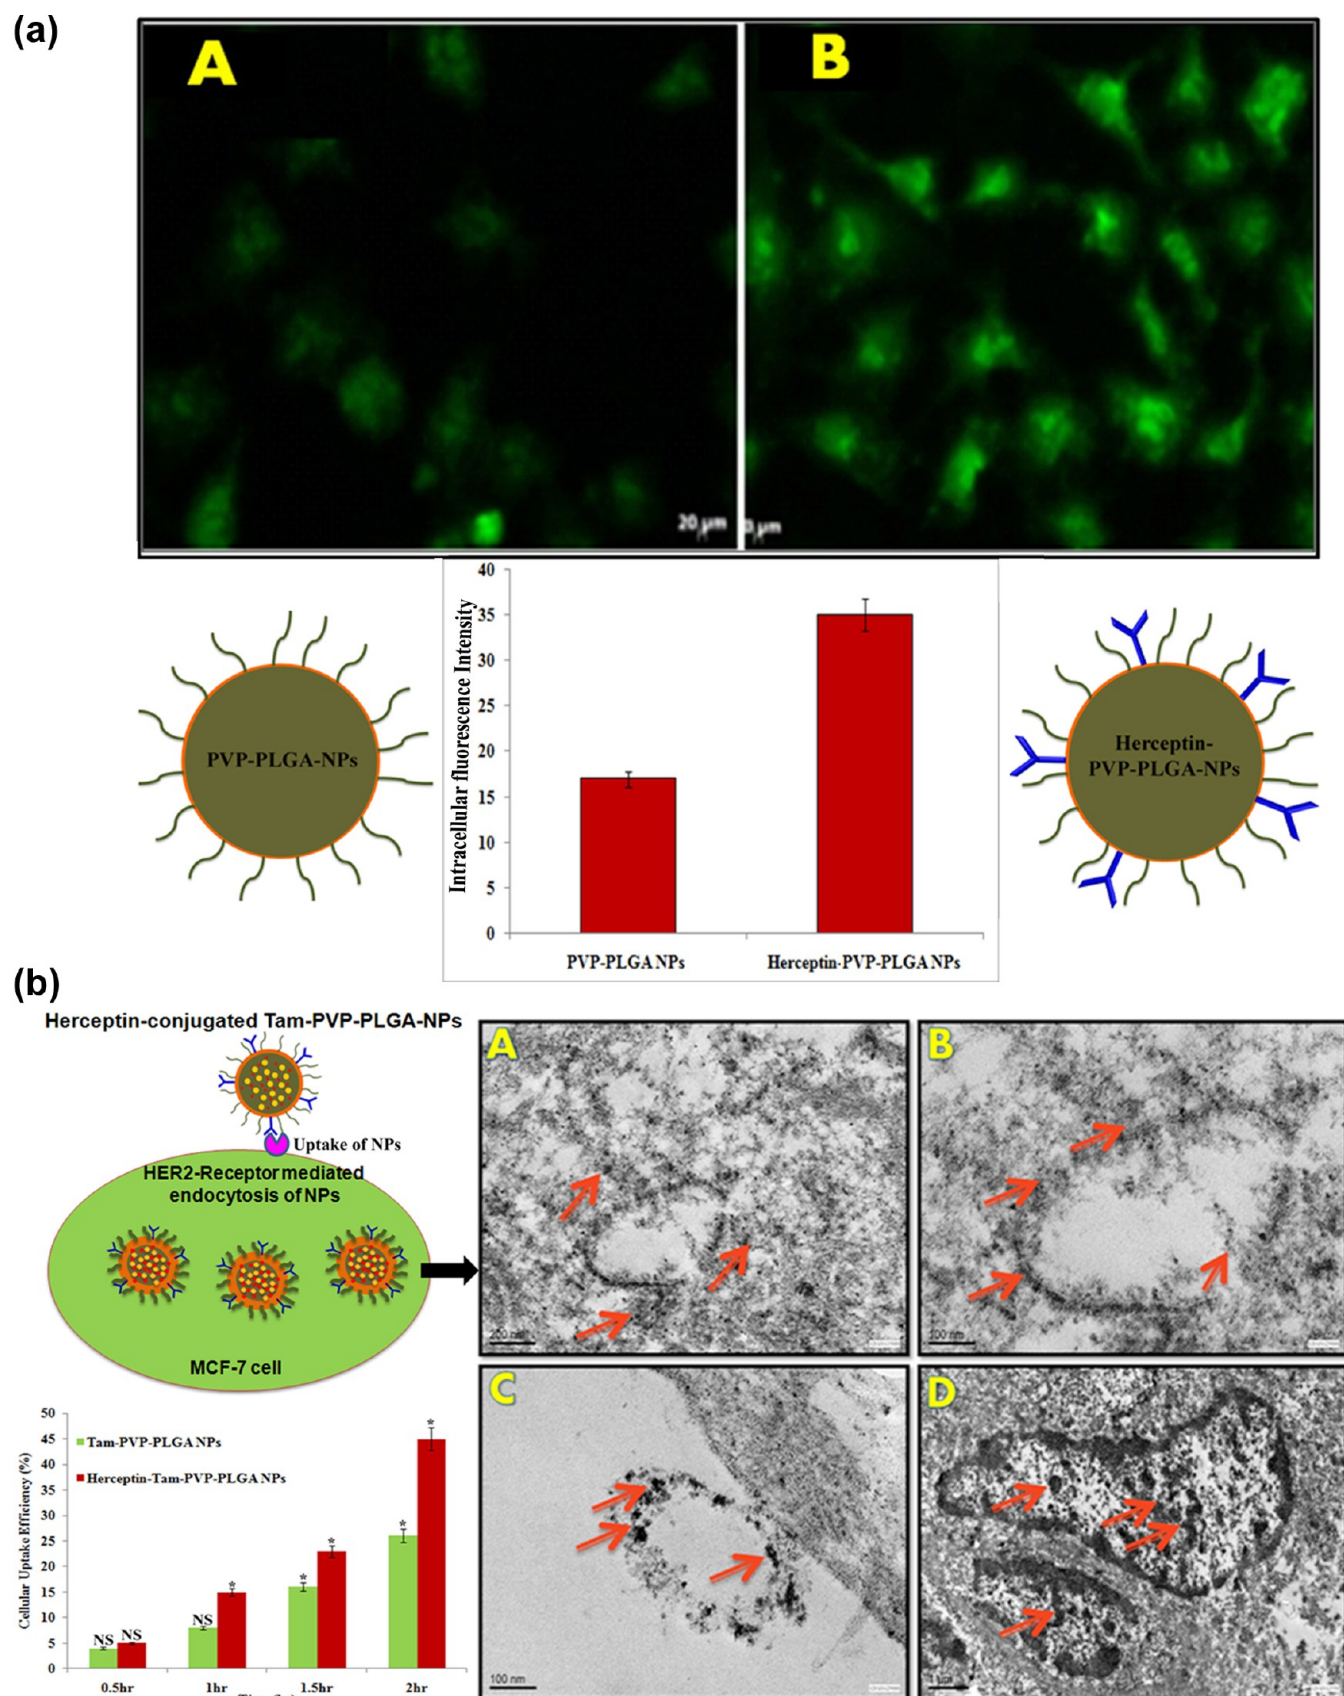 (a)
A
B
20 µm
µm
PVP-PLGA-NPs
Intracellular fluorescence Intensity
40
35
30
25
20
15
10
5
0
PVP-PLGA NPs
Herceptin-PVP-PLGA NPs
Herceptin-
PVP-PLGA-NPs
(b)
Herceptin-conjugated Tam-PVP-PLGA-NPs
Uptake of NPs
HER2-Receptor mediated
endocytosis of NPs
MCF-7 cell
A
200 nm
B
100 nm
C
100 nm
D
Cellular Uptake Efficiency (%)
50
45
40
35
30
25
20
15
10
5
0
Tam-PVP-PLGA NPs
Herceptin-Tam-PVP-PLGA NPs
NS NS
NS *
* *
* *
0.5hr 1hr 1.5hr 2hr